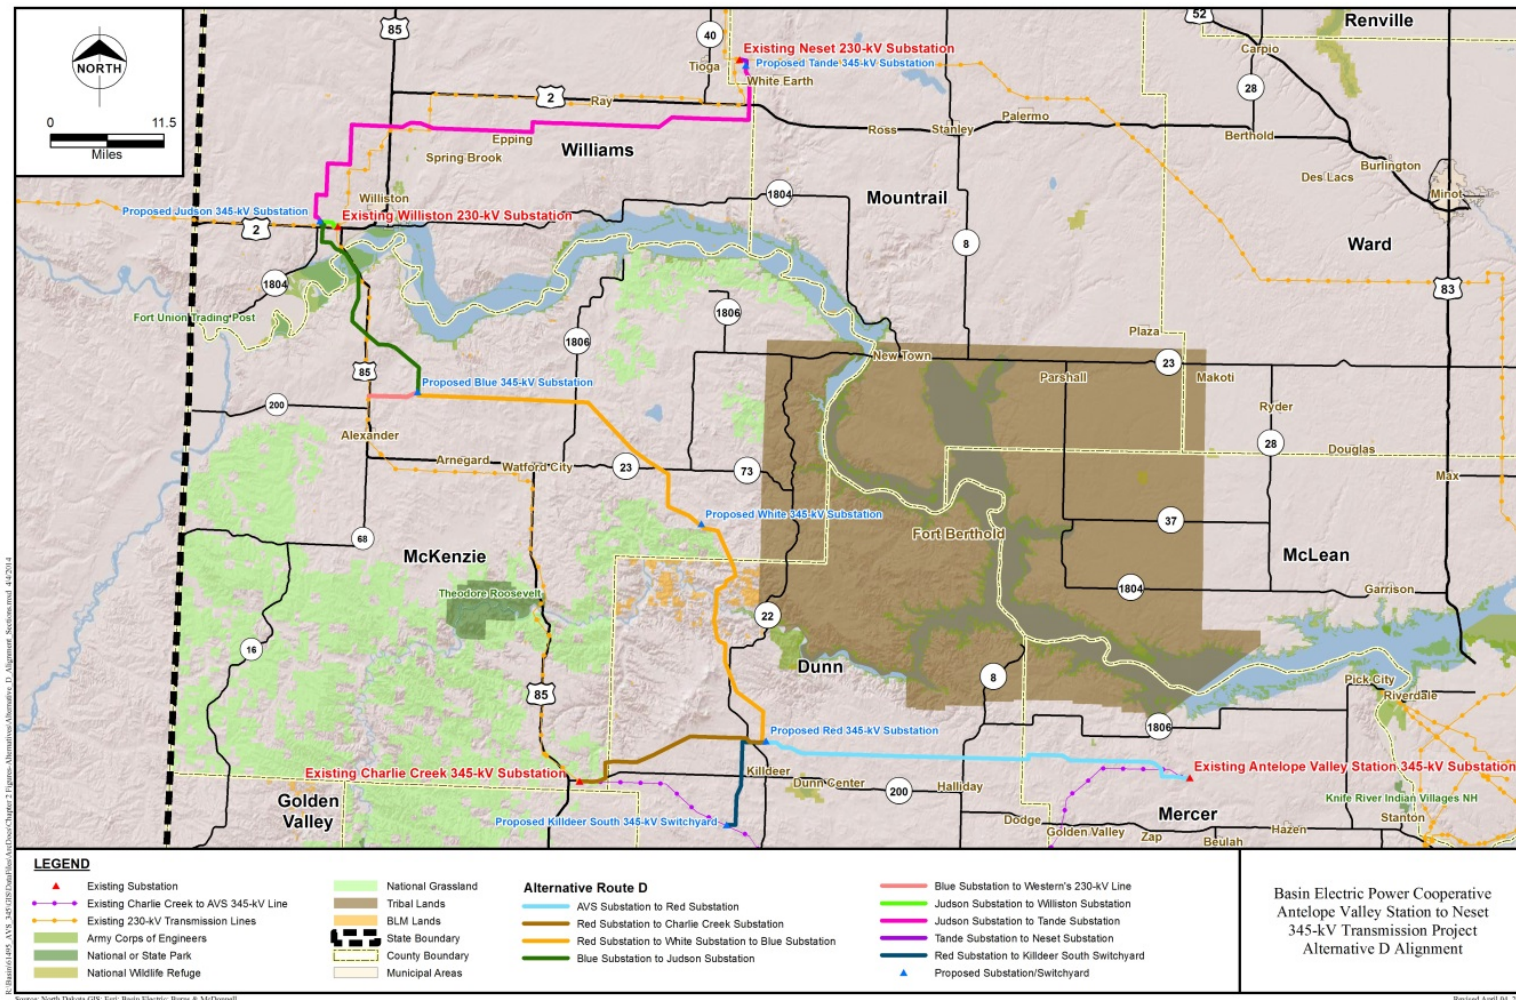 NORTH
0 11.5
Miles
85
40
52
Renville
Existing Neset 230-kV Substation
Proposed Tande 345-kV Substation
Tioga
White Earth
Carpio
28
2
Ray
Ross
Stanley
Palermo
Berthold
Burlington
Des Lacs
Minot
Epping
Spring Brook
Williams
Williston
1804
Mountrail
Proposed Judson 345-kV Substation
Existing Williston 230-kV Substation
2
8
Ward
1804
83
Fort Union Trading Post
1806
1806
Plaza
New Town
23
Parshall
Makoti
85
Proposed Blue 345-kV Substation
200
Ryder
Alexander
28
Douglas
Arnegard
Watford City
23
73
Max
Proposed White 345-kV Substation
37
68
McKenzie
Fort Berthold
McLean
Theodore Roosevelt
1804
Garrison
22
16
Dunn
8
85
Pick City
Riverdale
1806
Proposed Red 345-kV Substation
Existing Charlie Creek 345-kV Substation
Killdeer
Dunn Center
200
Halliday
Existing Antelope Valley Station 345-kV Substation
Golden
Valley
Proposed Killdeer South 345-kV Switchyard
Knife River Indian Villages NH
Mercer
Stanton
Dodge
Golden Valley
Zap
Beulah
Hazen
LEGEND
Existing Substation
Existing Charlie Creek to AVS 345-kV Line
Existing 230-kV Transmission Lines
Army Corps of Engineers
National or State Park
National Wildlife Refuge
National Grassland
Tribal Lands
BLM Lands
State Boundary
County Boundary
Municipal Areas
Alternative Route D
AVS Substation to Red Substation
Red Substation to Charlie Creek Substation
Red Substation to White Substation to Blue Substation
Blue Substation to Judson Substation
Blue Substation to Western's 230-kV Line
Judson Substation to Williston Substation
Judson Substation to Tande Substation
Tande Substation to Neset Substation
Red Substation to Killdeer South Switchyard
Proposed Substation/Switchyard
Basin Electric Power Cooperative
Antelope Valley Station to Neset
345-kV Transmission Project
Alternative D Alignment